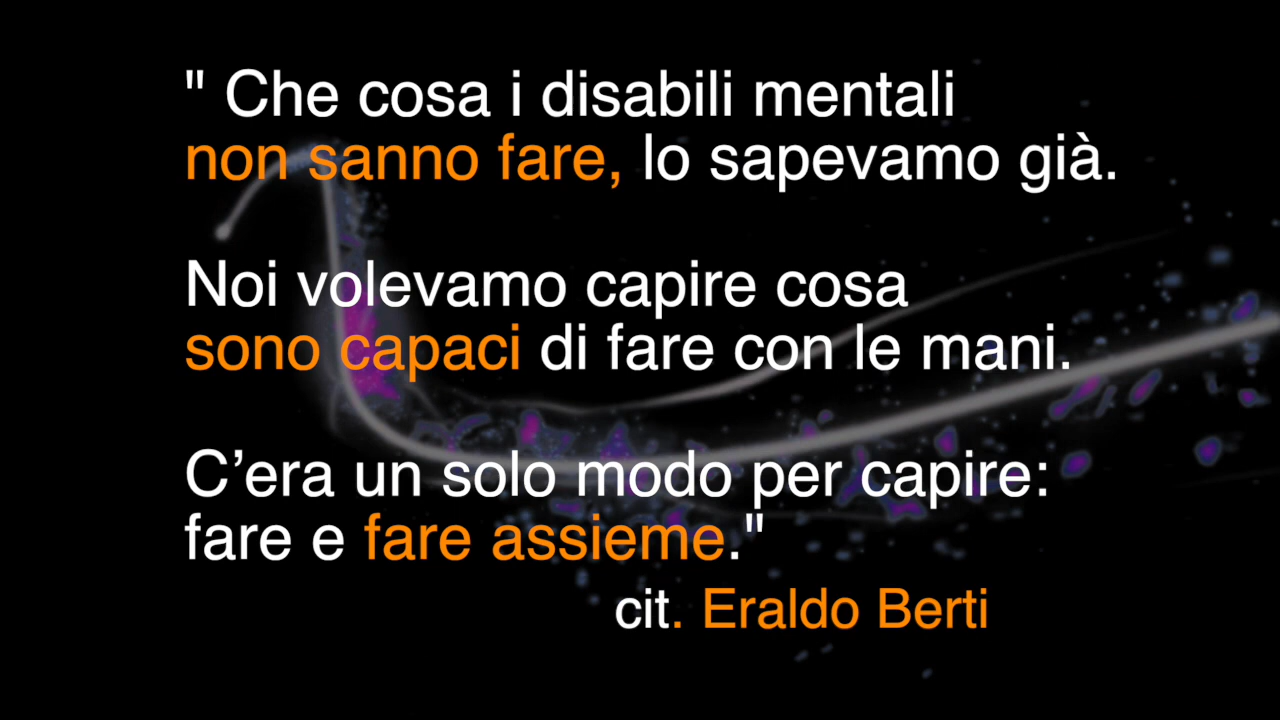 " Che cosa i disabili mentali
non sanno fare, lo sapevamo già.
Noi volevamo capire cosa
sono capaci di fare con le mani.
C’era un solo modo per capire:
fare e fare assieme."
cit. Eraldo Berti